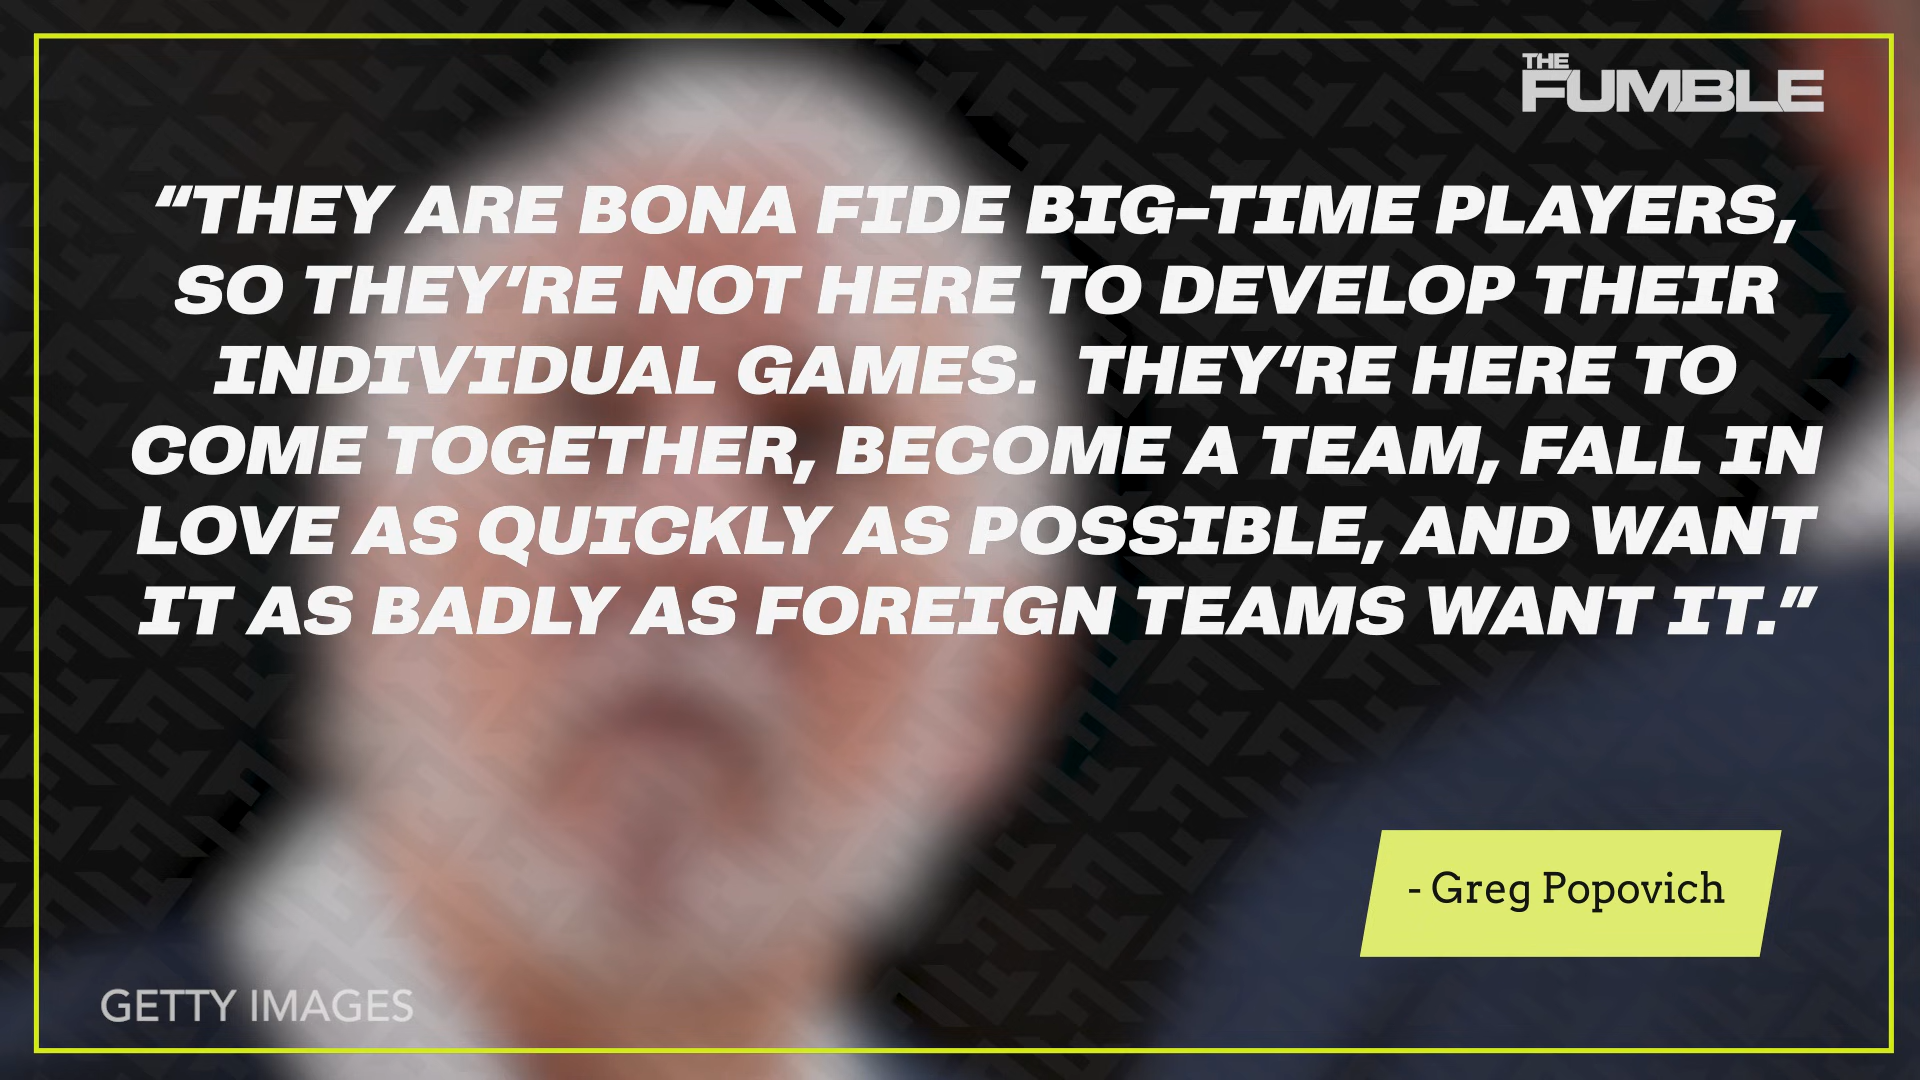 THE
FUMBLE
“THEY ARE BONA FIDE BIG-TIME PLAYERS,
SO THEY’RE NOT HERE TO DEVELOP THEIR
INDIVIDUAL GAMES. THEY’RE HERE TO
COME TOGETHER, BECOME A TEAM, FALL IN
LOVE AS QUICKLY AS POSSIBLE, AND WANT
IT AS BADLY AS FOREIGN TEAMS WANT IT.”
- Greg Popovich
GETTY IMAGES